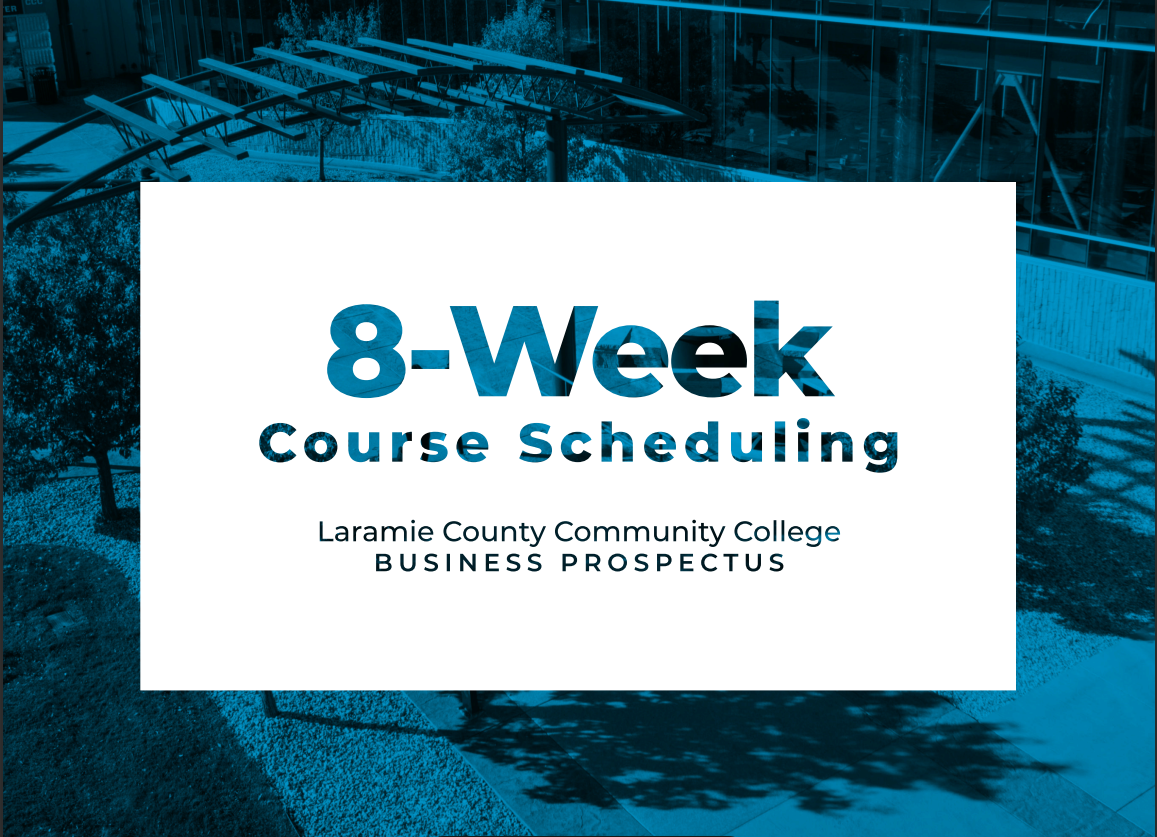 8-Week
Course Scheduling
Laramie County Community College
BUSINESS PROSPECTUS